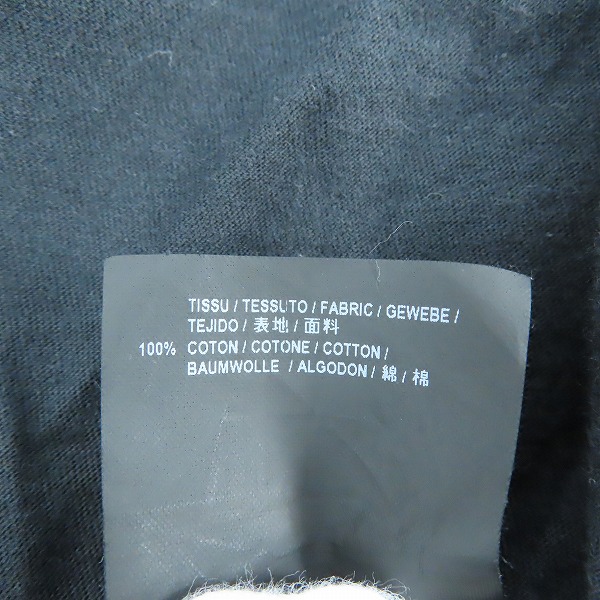 TISSU / TESSUTO / FABRIC / GEWEBE /
TEJIDO / 表地 / 面料
100% COTON / COTONE / COTTON /
BAUMWOLLE / ALGODON / 綿 / 棉